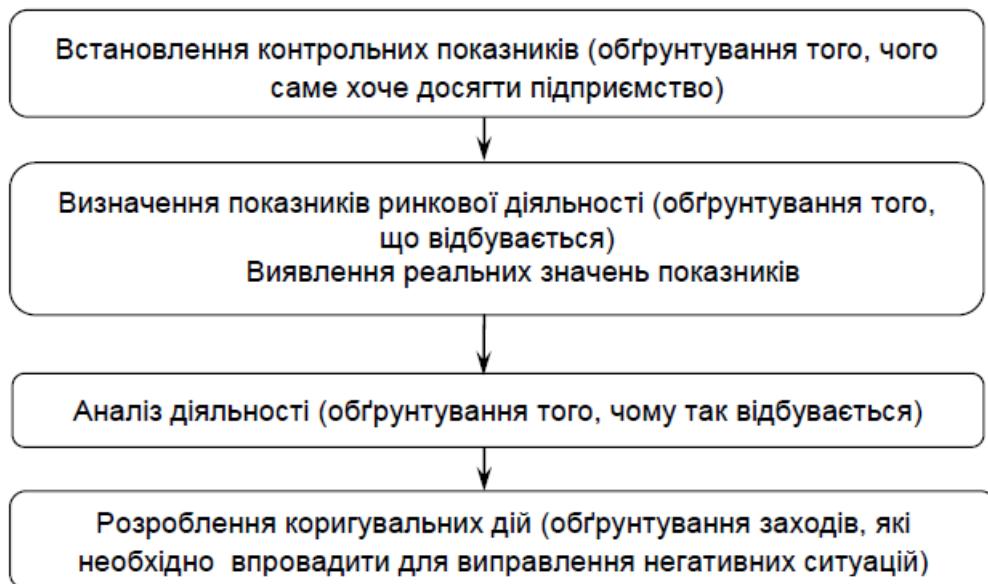 Встановлення контрольних показників (обґрунтування того, чого
саме хоче досягти підприємство)
Визначення показників ринкової діяльності (обґрунтування того,
що відбувається)
Виявлення реальних значень показників
Аналіз діяльності (обґрунтування того, чому так відбувається)
Розроблення коригувальних дій (обґрунтування заходів, які
необхідно впровадити для виправлення негативних ситуацій)